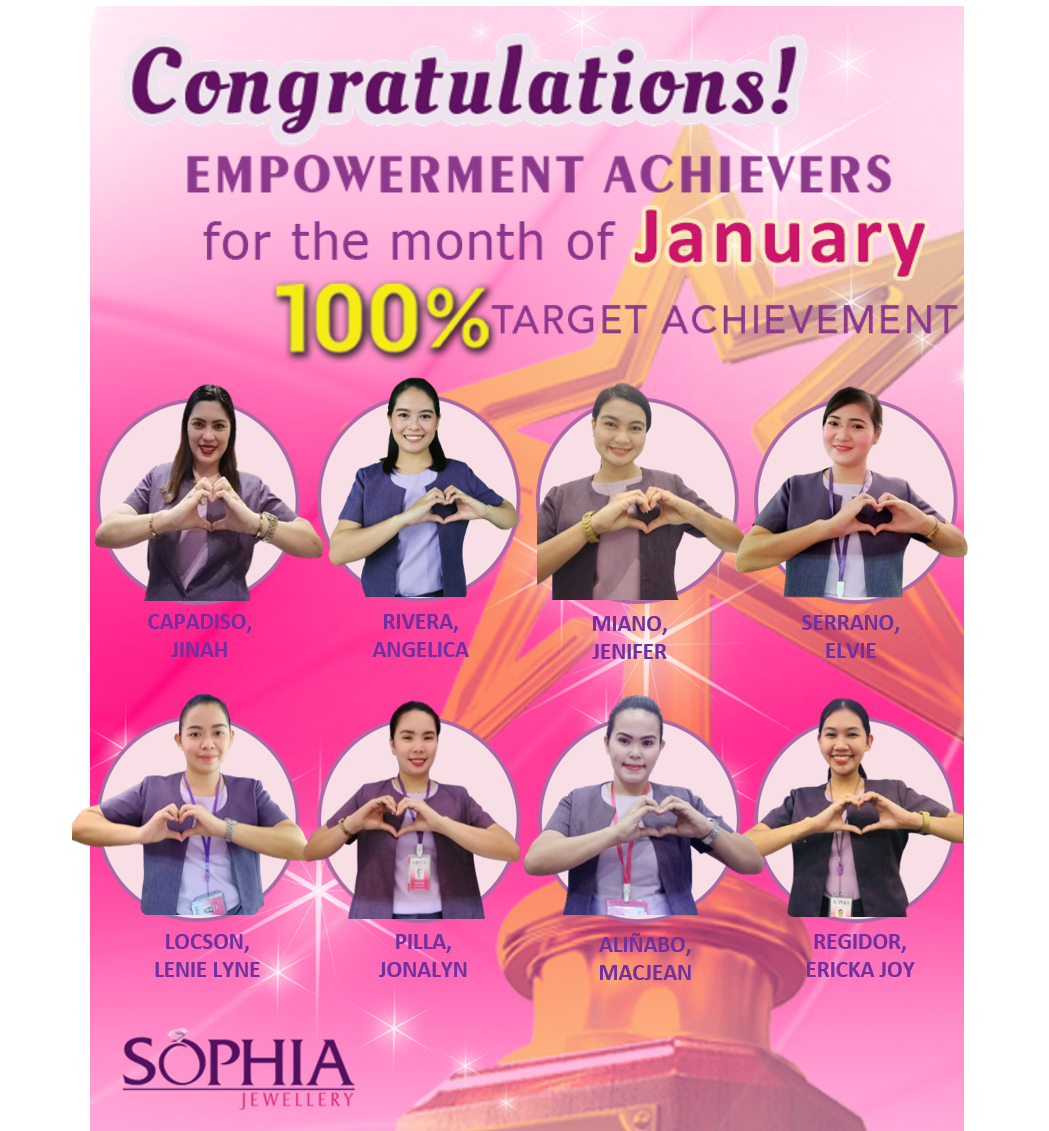 Congratulations!
EMPOWERMENT ACHIEVERS
for the month of January
100% TARGET ACHIEVEMENT
CAPADISO,
JINAH
RIVERA,
ANGELICA
MIANO,
JENIFER
SERRANO,
ELVIE
LOCSON,
LENIE LYNE
PILLA,
JONALYN
ALIÑABO,
MACJEAN
REGIDOR,
ERICKA JOY
SOPHIA
JEWELLERY